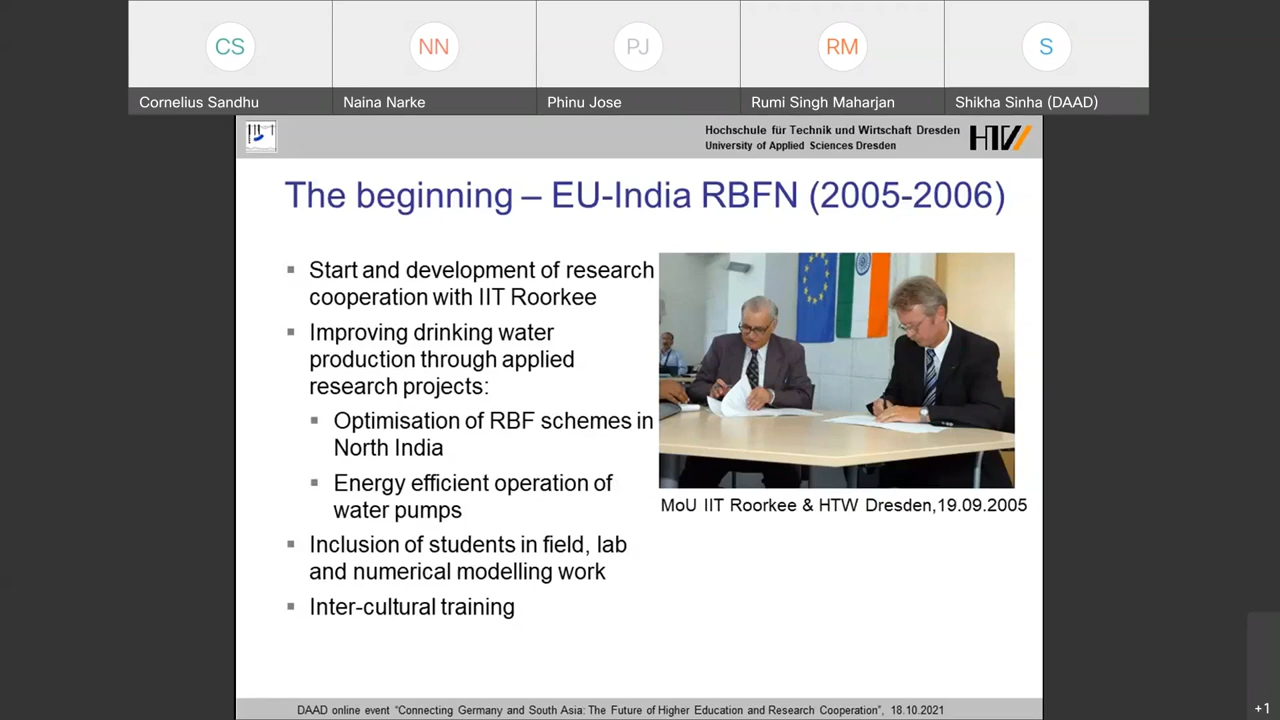 CS
NN
PJ
RM
S
Cornelius Sandhu
Naina Narke
Phinu Jose
Rumi Singh Maharjan
Shikha Sinha (DAAD)
Hochschule für Technik und Wirtschaft Dresden
University of Applied Sciences Dresden
HTW
The beginning – EU-India RBFN (2005-2006)
▪ Start and development of research
cooperation with IIT Roorkee
▪ Improving drinking water
production through applied
research projects:
▪ Optimisation of RBF schemes in
North India
▪ Energy efficient operation of
water pumps
▪ Inclusion of students in field, lab
and numerical modelling work
▪ Inter-cultural training
MoU IIT Roorkee & HTW Dresden,19.09.2005
DAAD online event “Connecting Germany and South Asia: The Future of Higher Education and Research Cooperation”, 18.10.2021
+1